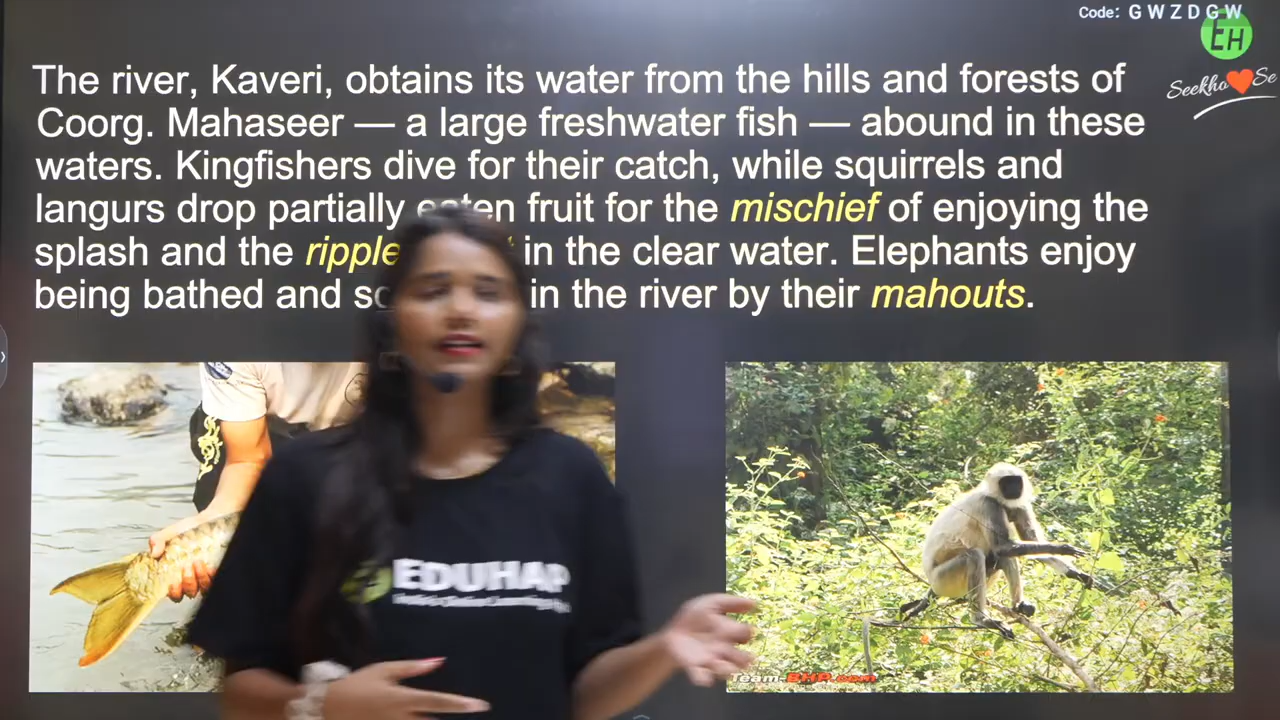 Code: G W Z D G W
EH
Seekho Se
The river, Kaveri, obtains its water from the hills and forests of
Coorg. Mahaseer — a large freshwater fish — abound in these
waters. Kingfishers dive for their catch, while squirrels and
langurs drop partially eaten fruit for the mischief of enjoying the
splash and the ripple in the clear water. Elephants enjoy
being bathed and in the river by their mahouts.
EDUHAP
Team-BHP.com